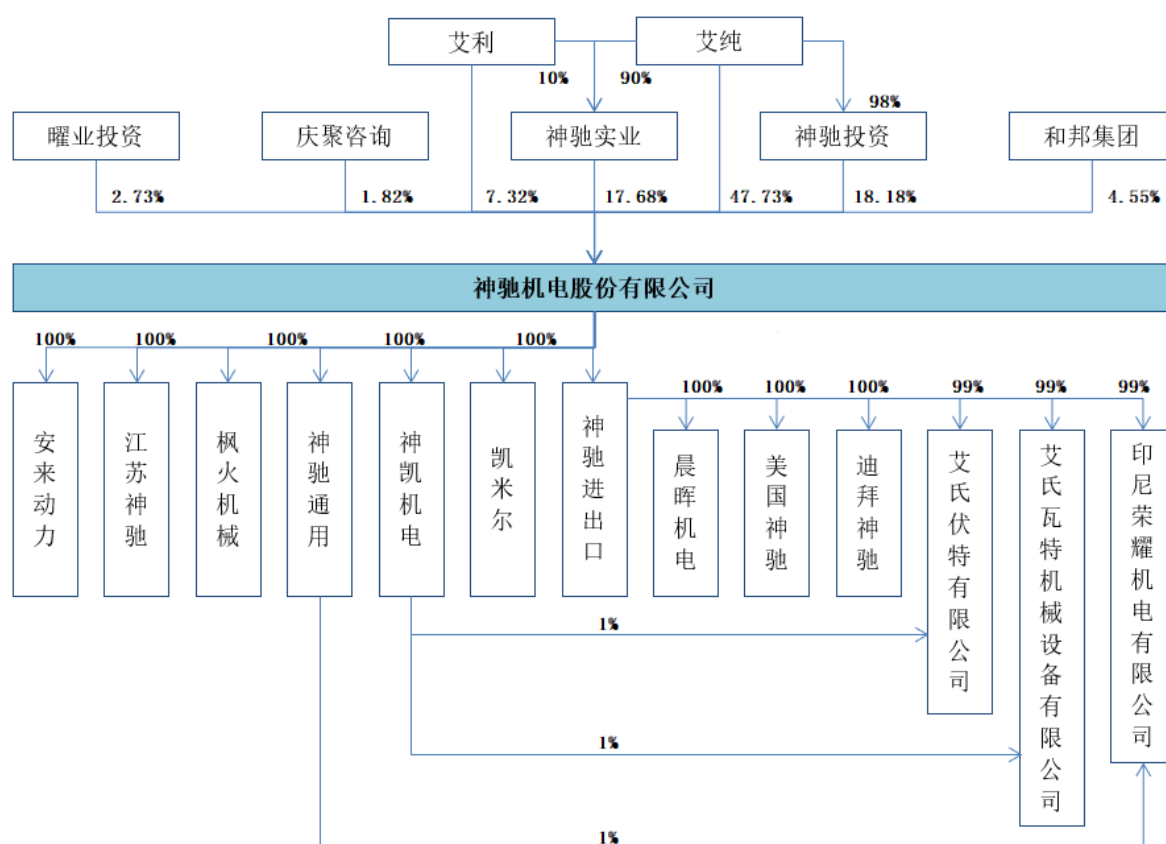 艾利
艾纯
10%
90%
98%
曜业投资
庆聚咨询
神驰实业
神驰投资
和邦集团
2.73%
1.82%
7.32%
17.68%
47.73%
18.18%
4.55%
神驰机电股份有限公司
100%
100%
100%
100%
100%
100%
100%
100%
99%
99%
99%
安来动力
江苏神驰
枫火机械
神驰通用
神凯机电
凯米尔
神驰进出口
晨晖机电
美国神驰
迪拜神驰
艾氏伏特有限公司
艾氏瓦特机械设备有限公司
印尼荣耀机电有限公司
1%
1%
1%